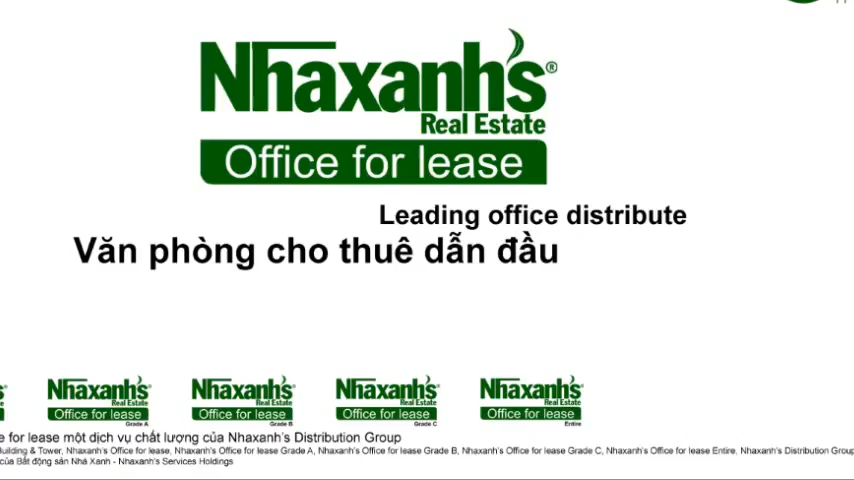 Nhaxanh's®
Real Estate
Office for lease
Leading office distribute
Văn phòng cho thuê dẫn đầu
Nhaxanh's Nhaxanh's Nhaxanh's Nhaxanh's
Real Estate Real Estate Real Estate Real Estate
Office for lease Office for lease Office for lease Office for lease
Grade A Grade B Grade C Entire
for lease một dịch vụ chất lượng của Nhaxanh's Distribution Group
Building & Tower, Nhaxanh's Office for lease, Nhaxanh's Office for lease Grade A, Nhaxanh's Office for lease Grade B, Nhaxanh's Office for lease Grade C, Nhaxanh's Office for lease Entire, Nhaxanh's Distribution Group
của Bất động sản Nhà Xanh - Nhaxanh's Services Holdings